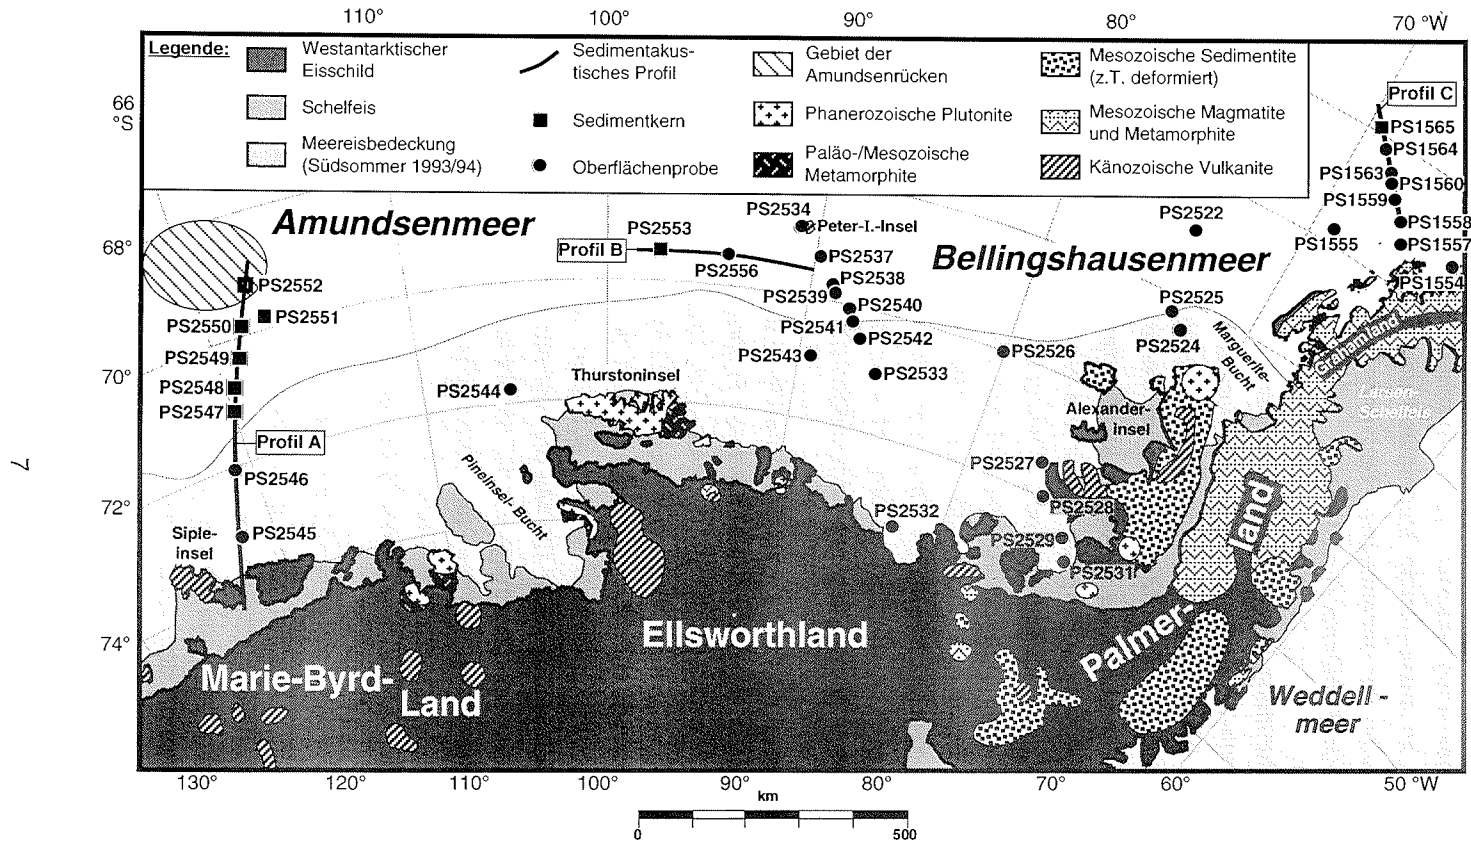 110°
100°
90°
80°
70 °W
Legende:
Westantarktischer
Eisschild
Schelfeis
Meereisbedeckung
(Südsommer 1993/94)
Sedimentakus-
tisches Profil
Sedimentkern
Oberflächenprobe
Gebiet der
Amundsenrücken
Phanerozoische Plutonite
Paläo-/Mesozoische
Metamorphite
Mesozoische Sedimentite
(z.T. deformiert)
Mesozoische Magmatite
und Metamorphite
Känozoische Vulkanite
66
°S
68°
70°
72°
74°
7
Profil C
PS1565
PS1564
PS1563
PS1560
PS1559
PS1558
PS1557
PS1555
PS1554
Amundsenmeer
PS2553
Profil B
PS2556
PS2534
Peter-I.-Insel
PS2537
PS2538
PS2539
PS2540
PS2541
PS2542
PS2543
PS2533
PS2522
Bellingshausenmeer
PS2525
PS2524
PS2526
Marguerite-
Bucht
Grahamland
Larsen-
Schelfeis
PS2552
PS2551
PS2550
PS2549
PS2548
PS2547
Profil A
PS2546
PS2545
PS2544
Thurstoninsel
Alexander-
insel
PineInsel-Bucht
Siple-
insel
PS2527
PS2528
PS2532
PS2529
PS2531
Ellsworthland
Marie-Byrd-
Land
Palmer-
land
Weddell -
meer
130°
120°
110°
100°
90°
80°
70°
60°
50 °W
km
0
500